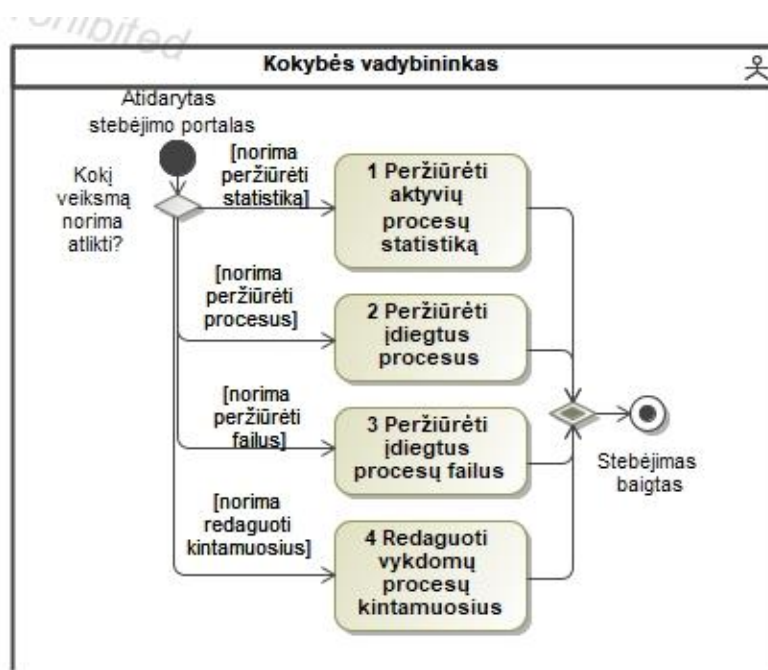 Kokybės vadybininkas
Atidarytas
stebėjimo portalas
Kokį
veiksmą
norima
atlikti?
[norima
peržiūrėti
statistiką]
1 Peržiūrėti
aktyvių
procesų
statistiką
[norima
peržiūrėti
procesus]
2 Peržiūrėti
įdiegtus
procesus
[norima
peržiūrėti
failus]
3 Peržiūrėti
įdiegtus
procesų failus
Stebėjimas
baigtas
[norima
redaguoti
kintamuosius]
4 Redaguoti
vykdomų
procesų
kintamuosius